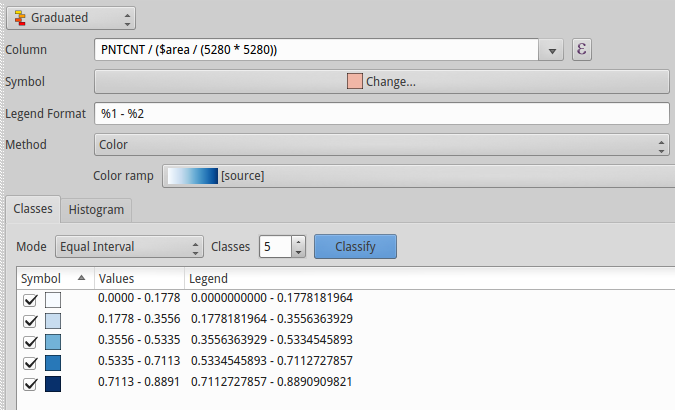 Graduated
Column PNTCNT / ($area / (5280 * 5280)) ε
Symbol Change...
Legend Format %1 - %2
Method Color
Color ramp [source]
Classes Histogram
Mode Equal Interval Classes 5 Classify
Symbol Values Legend
0.0000 - 0.1778 0.0000000000 - 0.1778181964
0.1778 - 0.3556 0.1778181964 - 0.3556363929
0.3556 - 0.5335 0.3556363929 - 0.5334545893
0.5335 - 0.7113 0.5334545893 - 0.7112727857
0.7113 - 0.8891 0.7112727857 - 0.8890909821